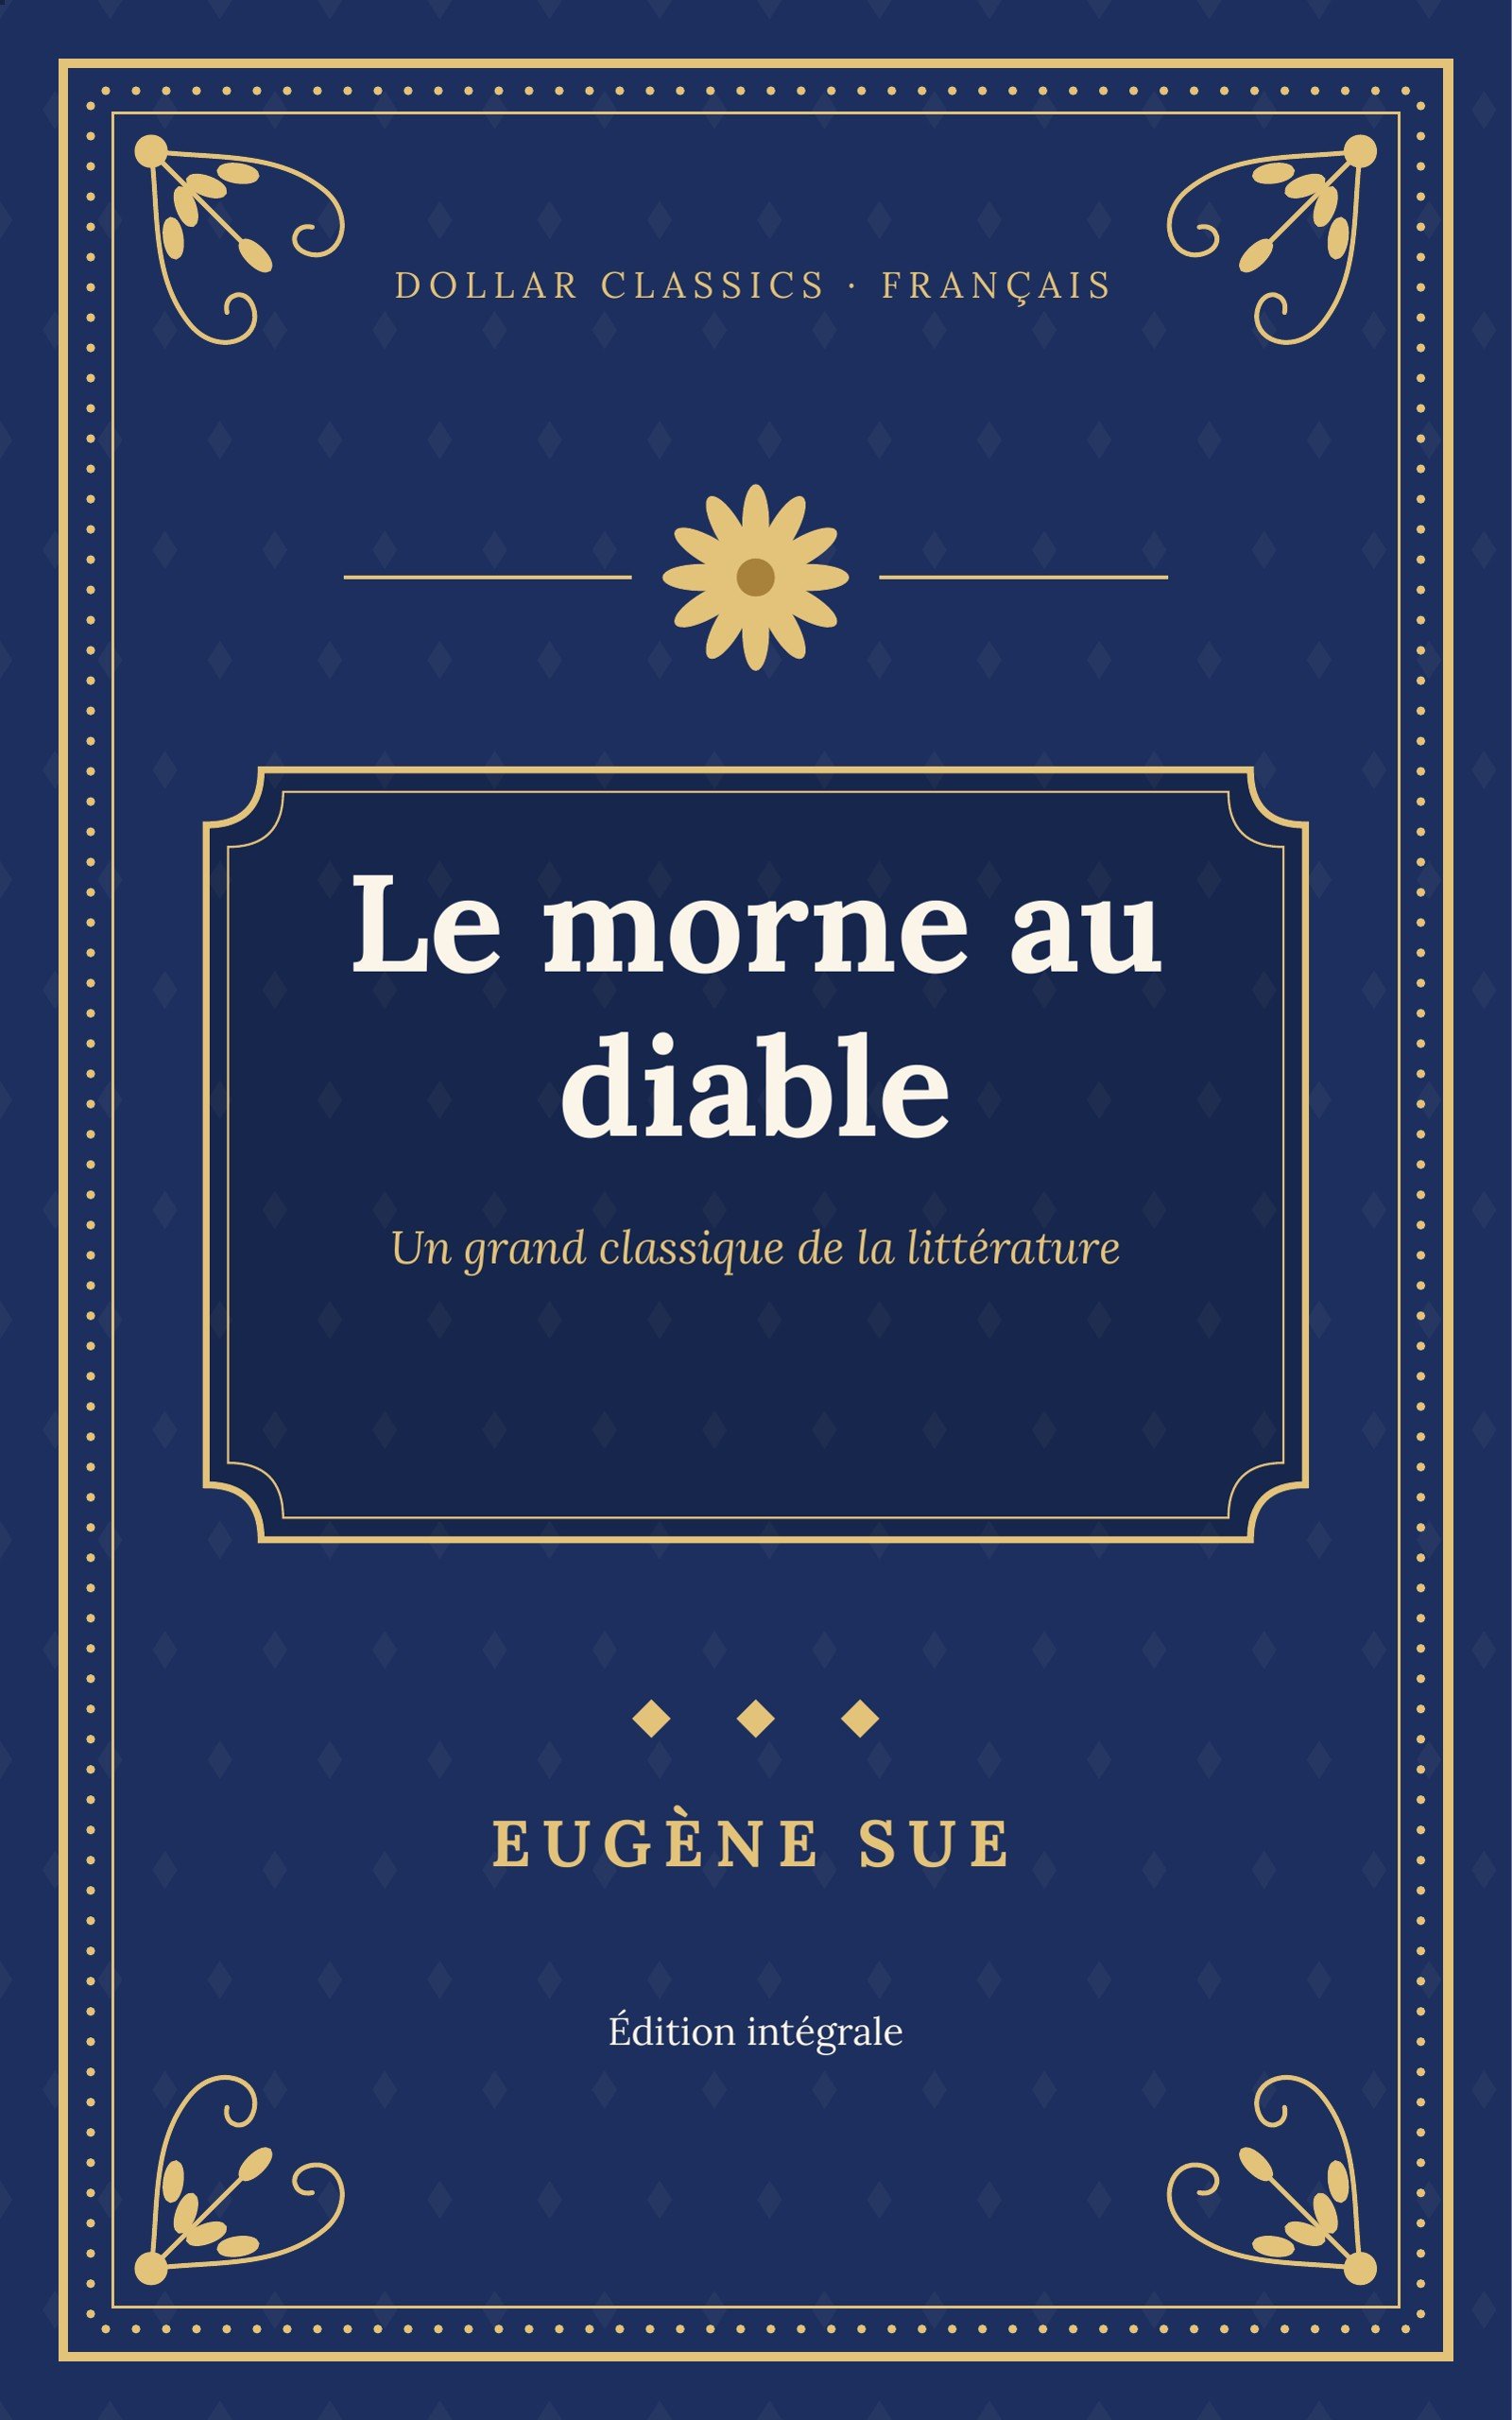 DOLLAR CLASSICS · FRANÇAIS
Le morne au
diable
Un grand classique de la littérature
EUGÈNE SUE
Édition intégrale